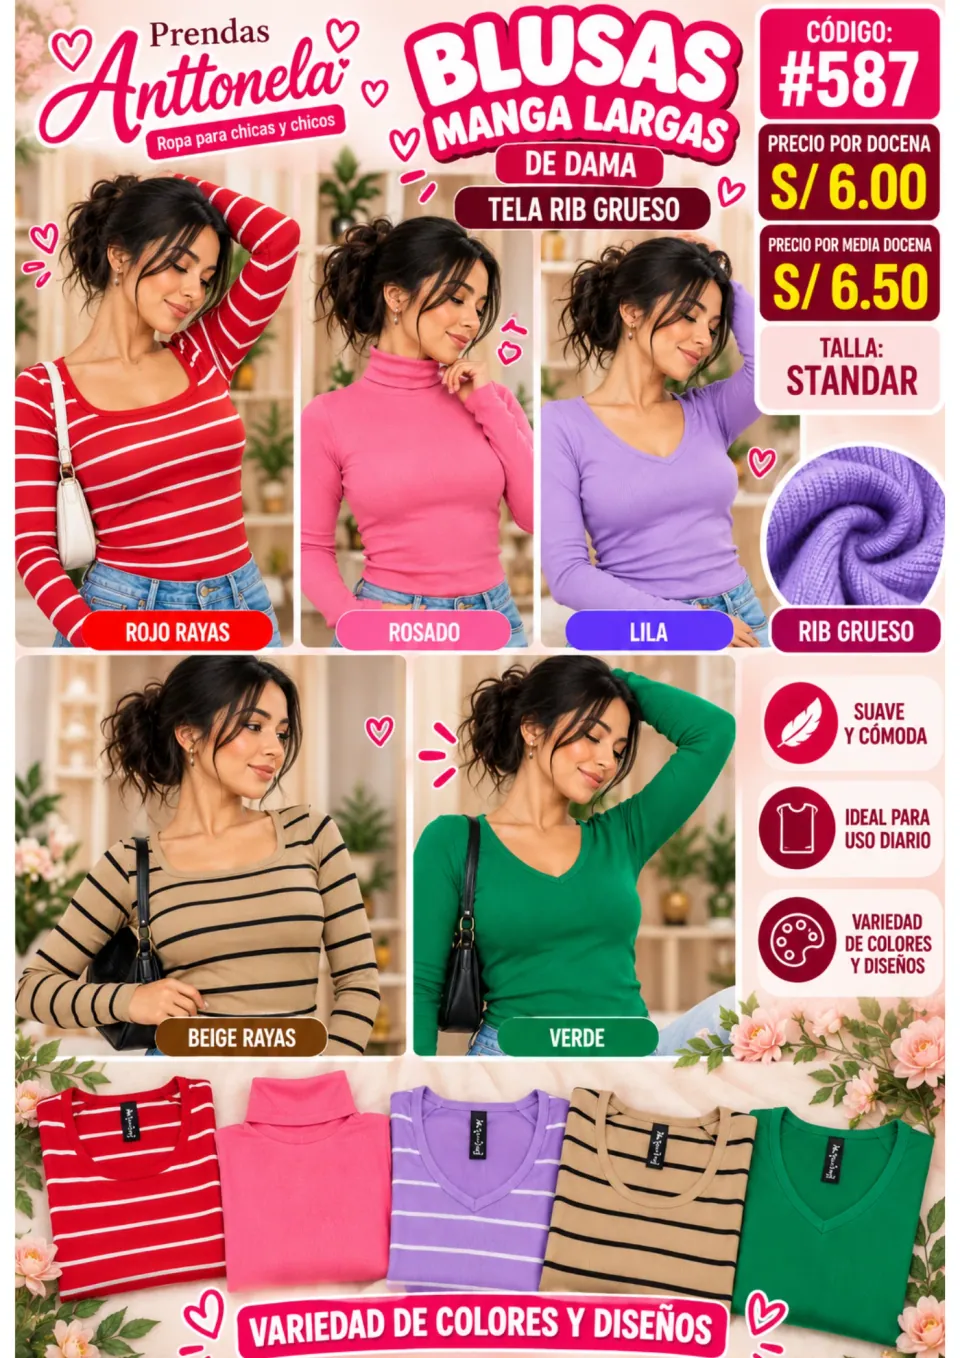 Prendas
Anttonela
Ropa para chicas y chicos
BLUSAS
MANGA LARGAS
DE DAMA
TELA RIB GRUESO
CÓDIGO:
#587
PRECIO POR DOCENA
S/ 6.00
PRECIO POR MEDIA DOCENA
S/ 6.50
TALLA:
STANDAR
ROJO RAYAS
ROSADO
LILA
RIB GRUESO
SUAVE
Y CÓMODA
IDEAL PARA
USO DIARIO
VARIEDAD
DE COLORES
Y DISEÑOS
BEIGE RAYAS
VERDE
VARIEDAD DE COLORES Y DISEÑOS